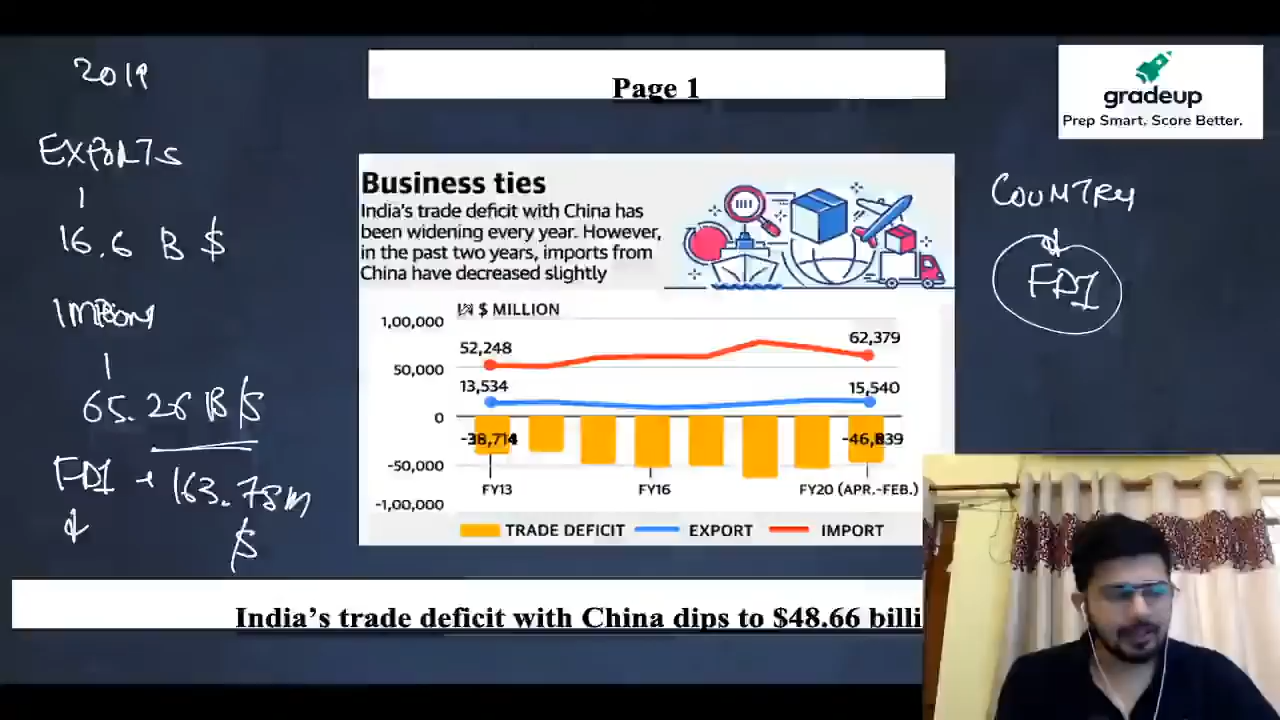 2019
EXPORTS
16.6 B $
IMPORT
65.26 B $
FDI → 163.78 m
$
Page 1
gradeup
Prep Smart. Score Better.
Business ties
India's trade deficit with China has
been widening every year. However,
in the past two years, imports from
China have decreased slightly
IN $ MILLION
1,00,000
50,000
0
-50,000
-1,00,000
52,248
62,379
13,534
15,540
-38,714
-46,839
FY13
FY16
FY20 (APR.-FEB.)
TRADE DEFICIT
EXPORT
IMPORT
COUNTRY
FDI
India's trade deficit with China dips to $48.66 billi